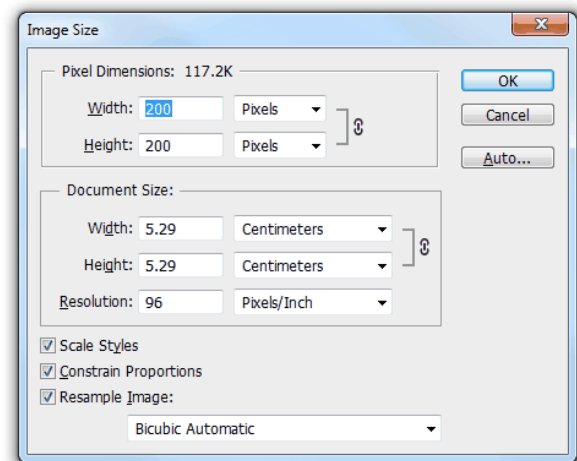 Image Size
Pixel Dimensions: 117.2K
Width: 200 Pixels
Height: 200 Pixels
OK
Cancel
Auto...
Document Size:
Width: 5.29 Centimeters
Height: 5.29 Centimeters
Resolution: 96 Pixels/Inch
Scale Styles
Constrain Proportions
Resample Image:
Bicubic Automatic